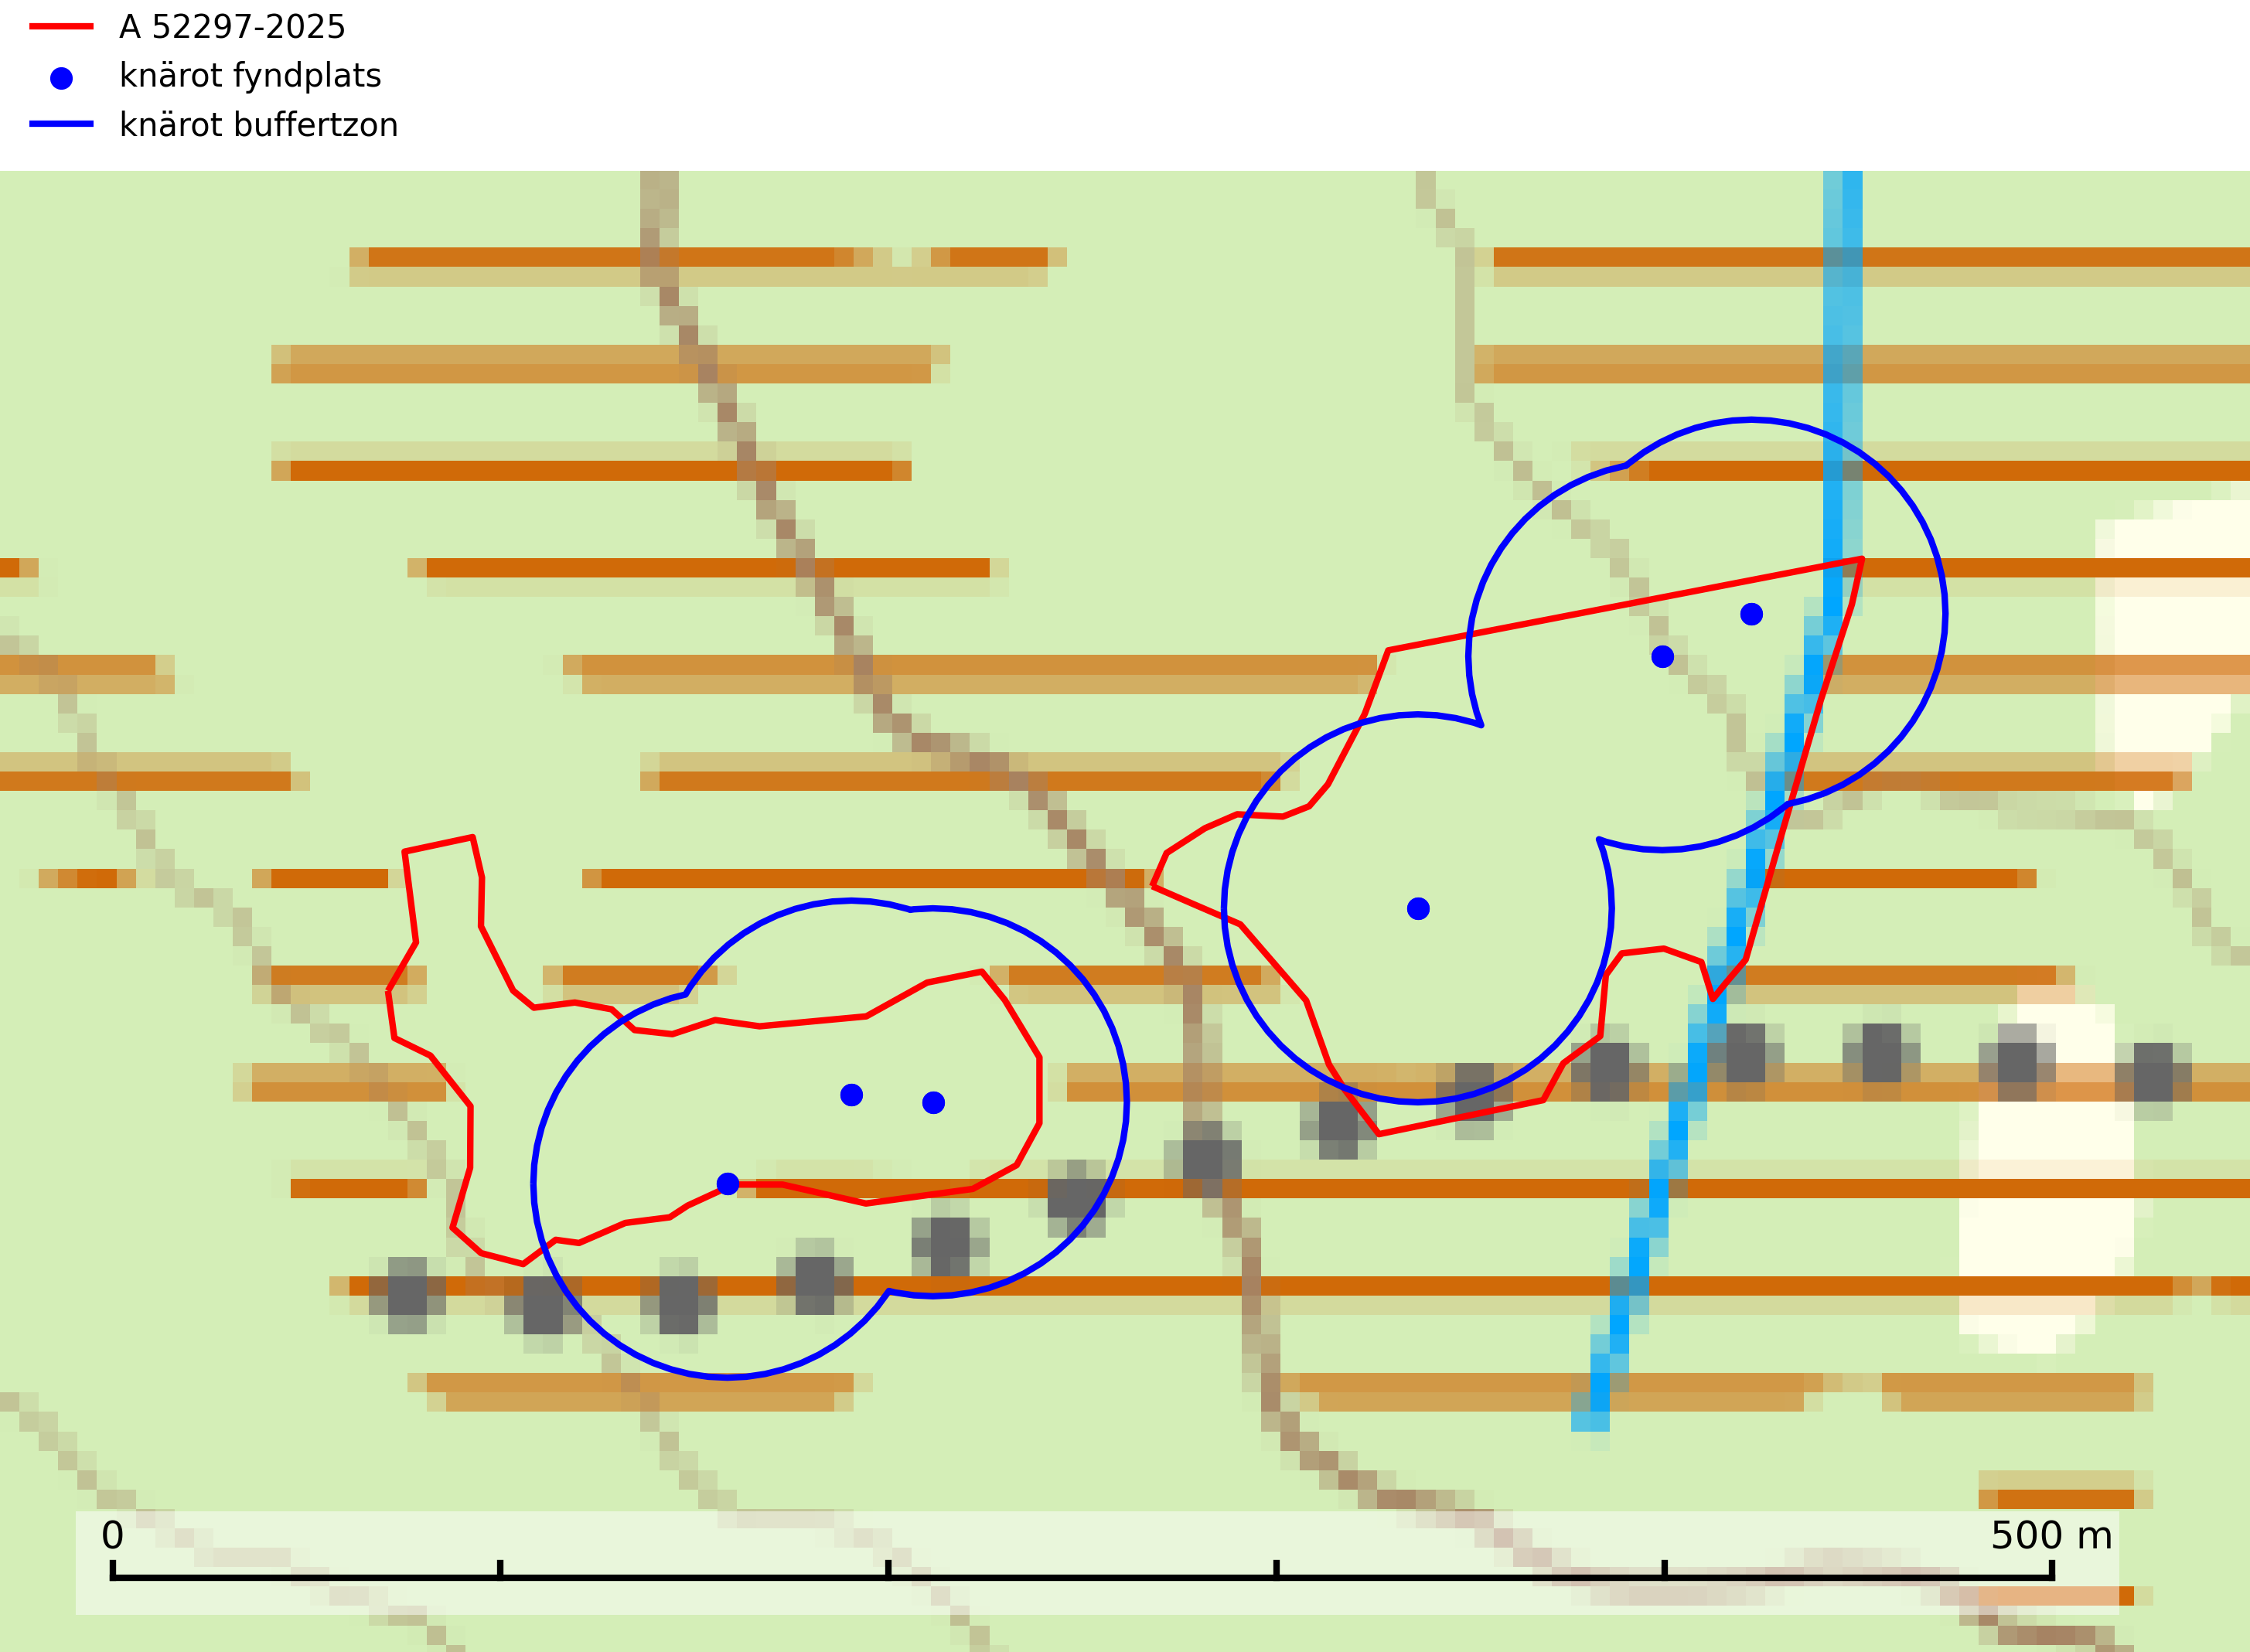 A 52297-2025
knärot fyndplats
knärot buffertzon
0 500 m